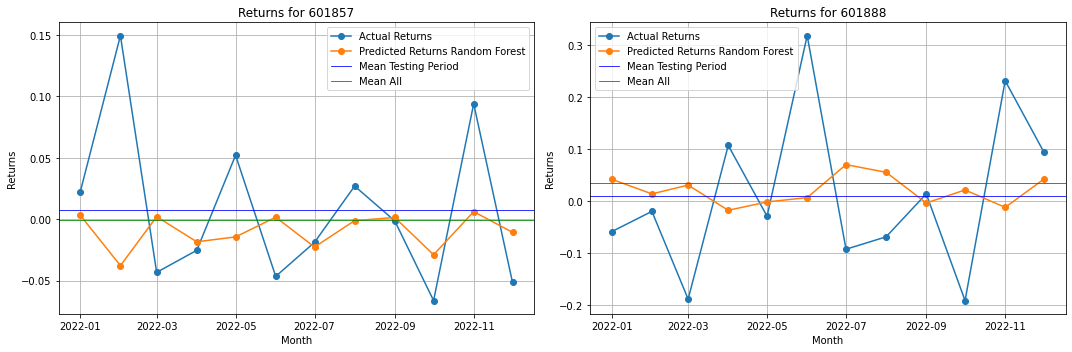 Returns for 601857
Actual Returns
Predicted Returns Random Forest
Mean Testing Period
Mean All
0.15
0.10
0.05
0.00
−0.05
Returns
2022-01 2022-03 2022-05 2022-07 2022-09 2022-11
Month
Returns for 601888
Actual Returns
Predicted Returns Random Forest
Mean Testing Period
Mean All
0.3
0.2
0.1
0.0
−0.1
−0.2
Returns
2022-01 2022-03 2022-05 2022-07 2022-09 2022-11
Month